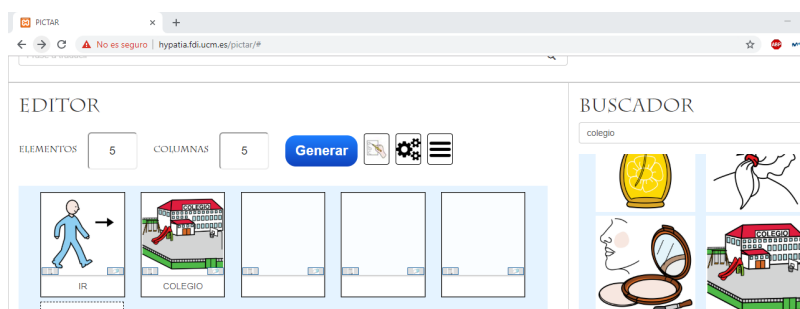 PICTAR
No es seguro
hypatia.fdi.ucm.es/pictar/#
ABP
EDITOR
BUSCADOR
colegio
ELEMENTOS
5
COLUMNAS
5
Generar
COLEGIO
COLEGIO
IR
COLEGIO